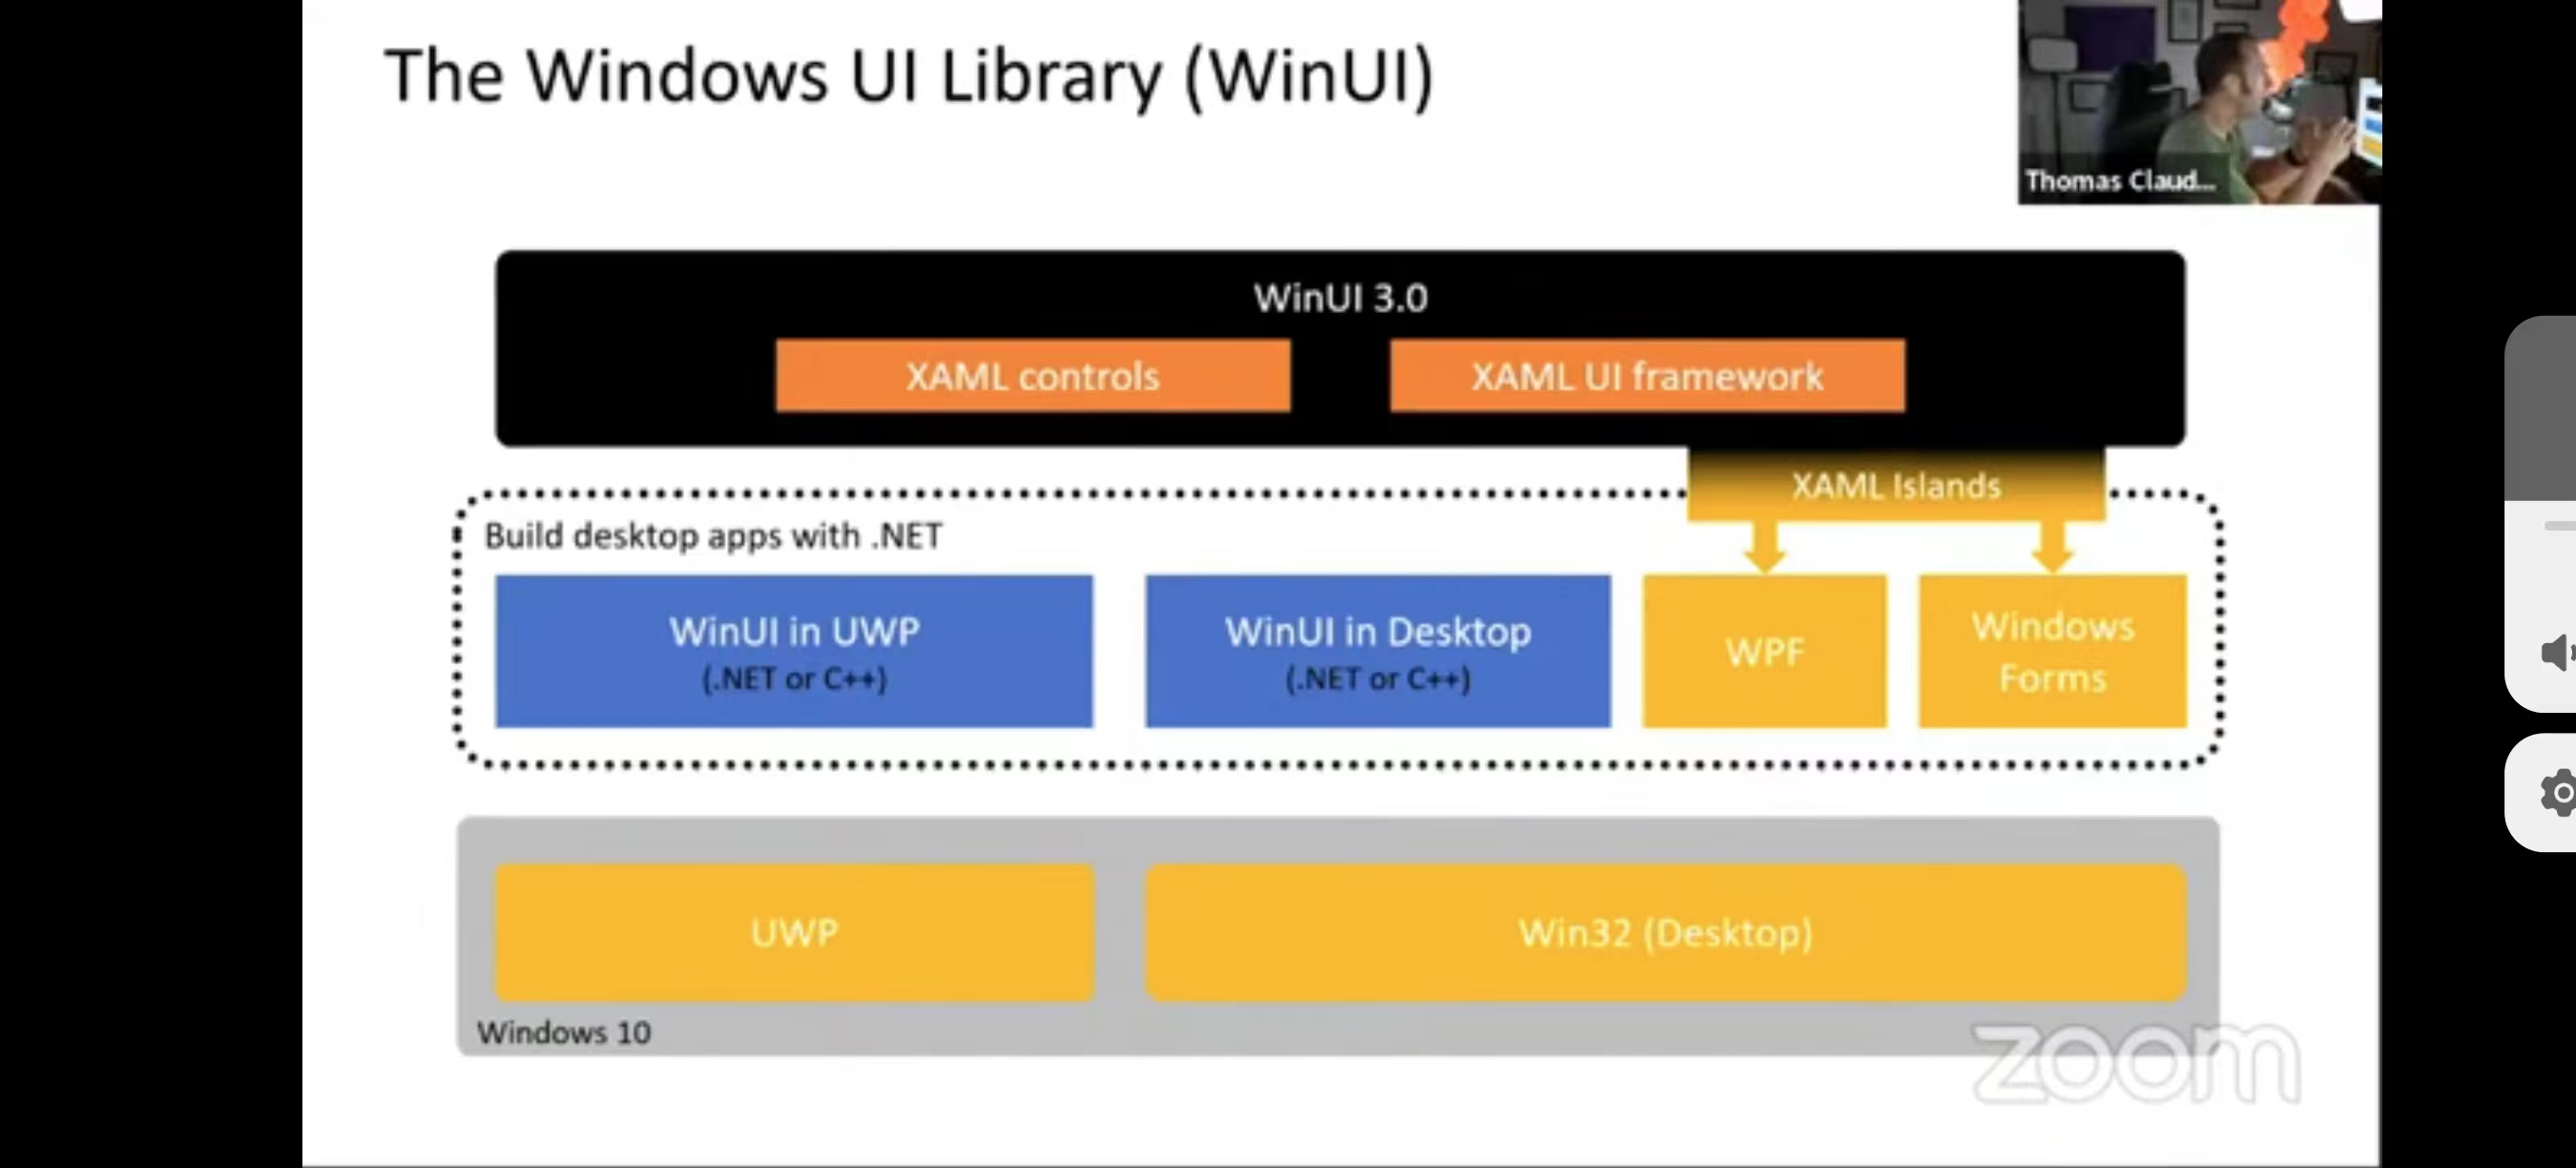 The Windows UI Library (WinUI)
Thomas Claud...
WinUI 3.0
XAML controls
XAML UI framework
XAML Islands
Build desktop apps with .NET
WinUI in UWP
(.NET or C++)
WinUI in Desktop
(.NET or C++)
WPF
Windows
Forms
UWP
Win32 (Desktop)
Windows 10
zoom